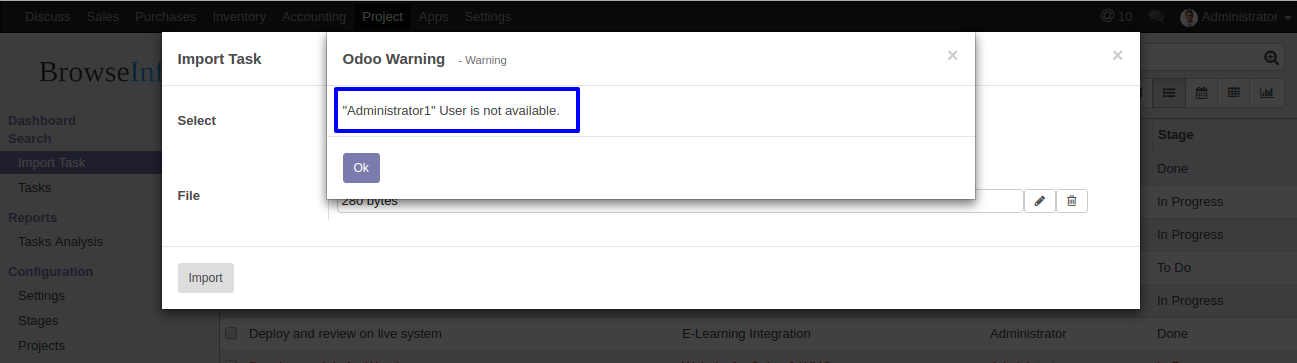 Discuss Sales Purchases Inventory Accounting Project Apps Settings @ 10 Administrator
Import Task
Odoo Warning - Warning × ×
BrowseInf
"Administrator1" User is not available.
Select
Ok
File
280 bytes
Import
Dashboard
Search
Import Task
Tasks
Reports
Tasks Analysis
Configuration
Settings
Stages
Projects
Stage
Done
In Progress
In Progress
To Do
In Progress
Deploy and review on live system E-Learning Integration Administrator Done